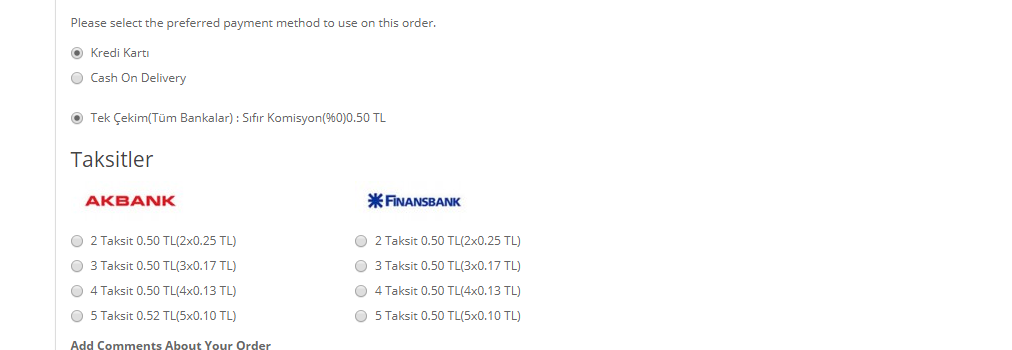 Please select the preferred payment method to use on this order.
Kredi Kartı
Cash On Delivery
Tek Çekim(Tüm Bankalar) : Sıfır Komisyon(%0)0.50 TL
Taksitler
AKBANK
FINANSBANK
2 Taksit 0.50 TL(2x0.25 TL)
2 Taksit 0.50 TL(2x0.25 TL)
3 Taksit 0.50 TL(3x0.17 TL)
3 Taksit 0.50 TL(3x0.17 TL)
4 Taksit 0.50 TL(4x0.13 TL)
4 Taksit 0.50 TL(4x0.13 TL)
5 Taksit 0.52 TL(5x0.10 TL)
5 Taksit 0.50 TL(5x0.10 TL)
Add Comments About Your Order